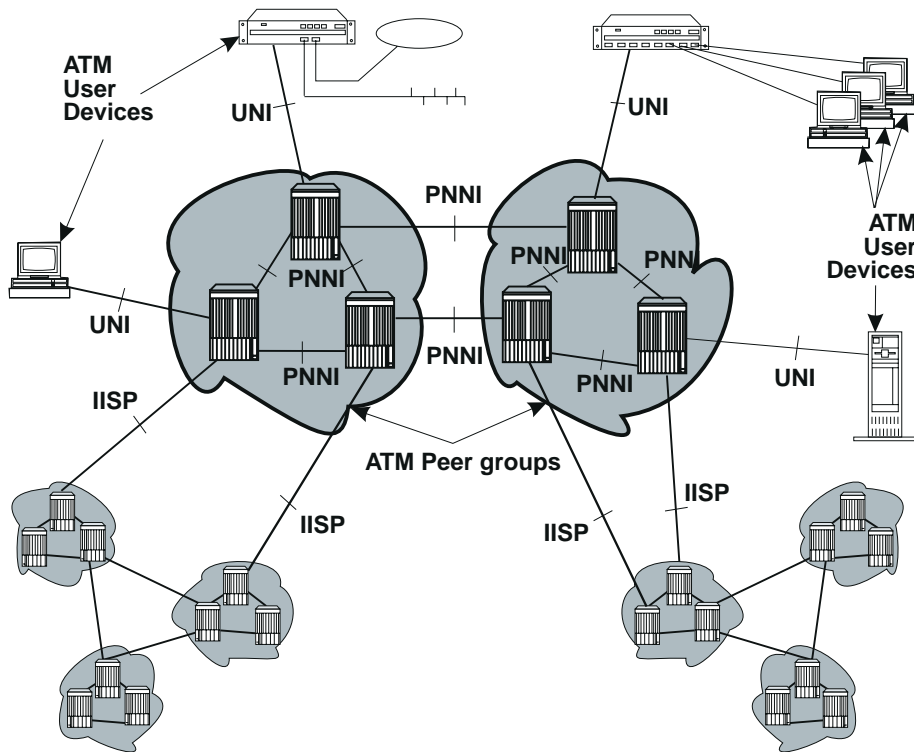 ATM
User
Devices
UNI
UNI
PNNI
ATM
User
Devices
PNNI
PNNI
PNN
UNI
PNNI
PNNI
PNNI
UNI
IISP
ATM Peer groups
IISP
IISP
IISP